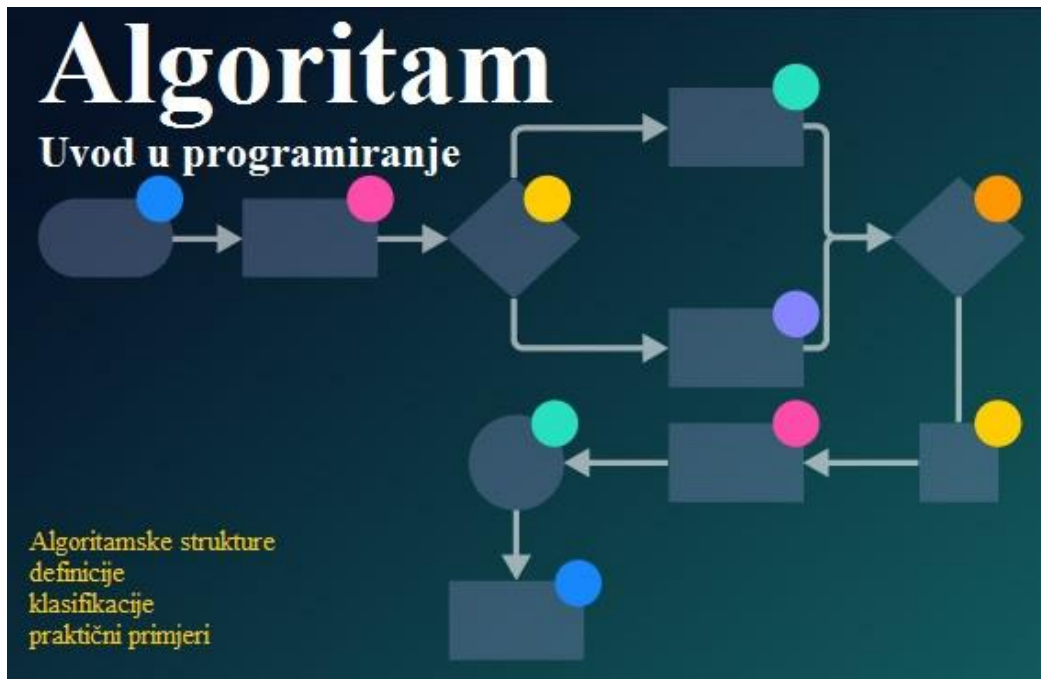 Algoritam
Uvod u programiranje
Algoritamske strukture
definicije
klasifikacije
praktični primjeri